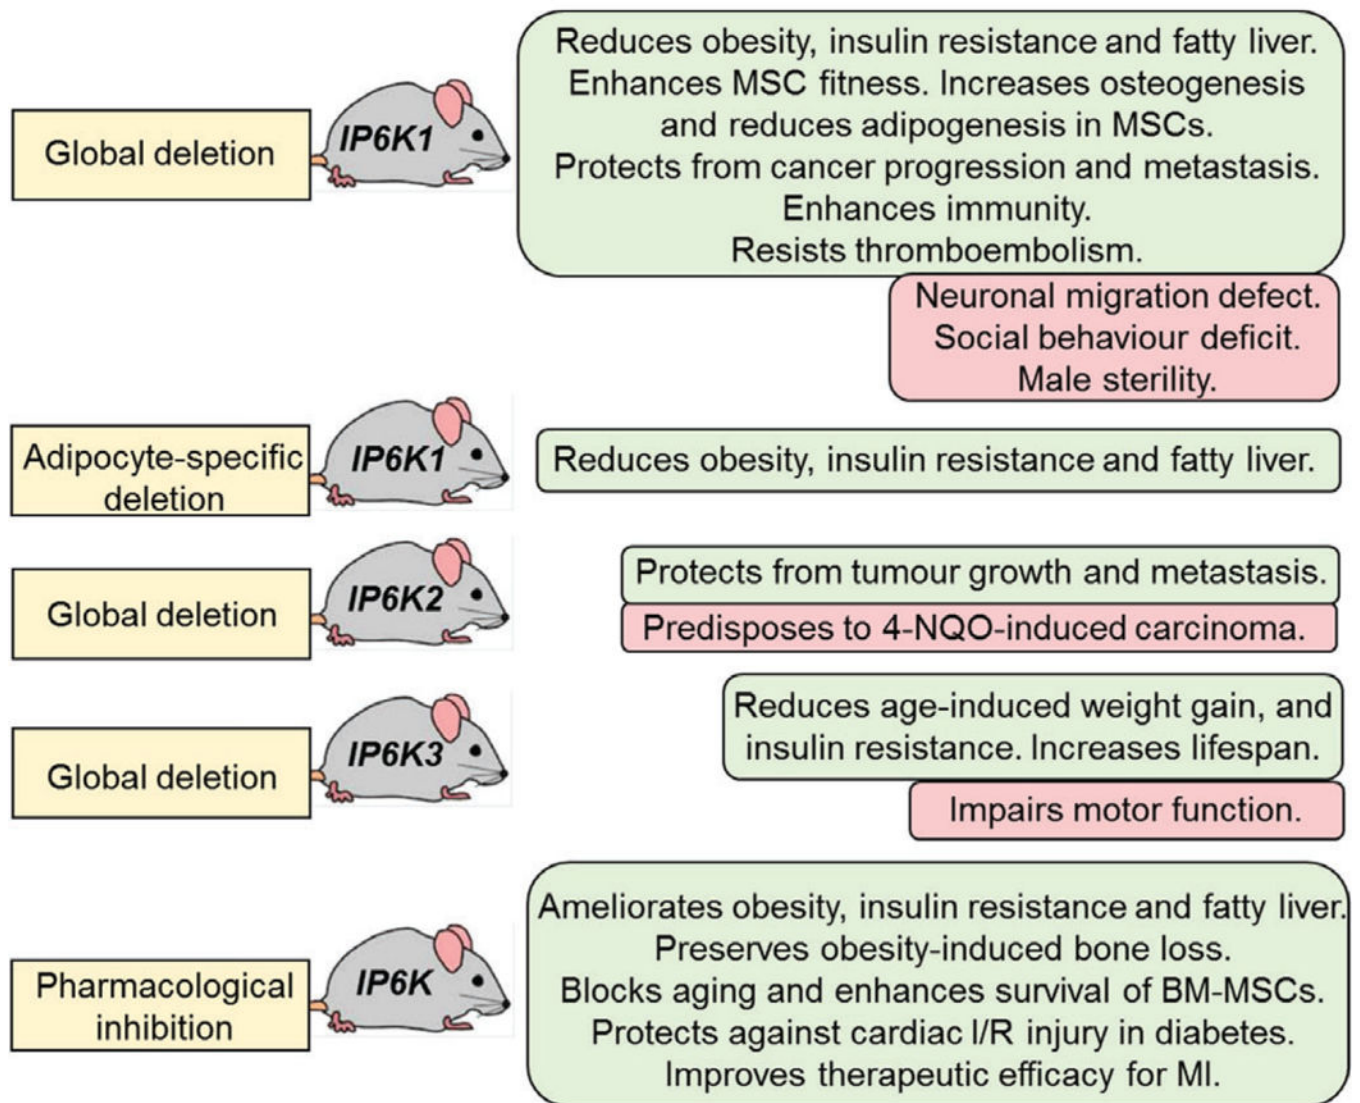 Global deletion
IP6K1
Reduces obesity, insulin resistance and fatty liver.
Enhances MSC fitness. Increases osteogenesis
and reduces adipogenesis in MSCs.
Protects from cancer progression and metastasis.
Enhances immunity.
Resists thromboembolism.
Neuronal migration defect.
Social behaviour deficit.
Male sterility.
Adipocyte-specific
deletion
IP6K1
Reduces obesity, insulin resistance and fatty liver.
Global deletion
IP6K2
Protects from tumour growth and metastasis.
Predisposes to 4-NQO-induced carcinoma.
Global deletion
IP6K3
Reduces age-induced weight gain, and
insulin resistance. Increases lifespan.
Impairs motor function.
Pharmacological
inhibition
IP6K
Ameliorates obesity, insulin resistance and fatty liver.
Preserves obesity-induced bone loss.
Blocks aging and enhances survival of BM-MSCs.
Protects against cardiac I/R injury in diabetes.
Improves therapeutic efficacy for MI.